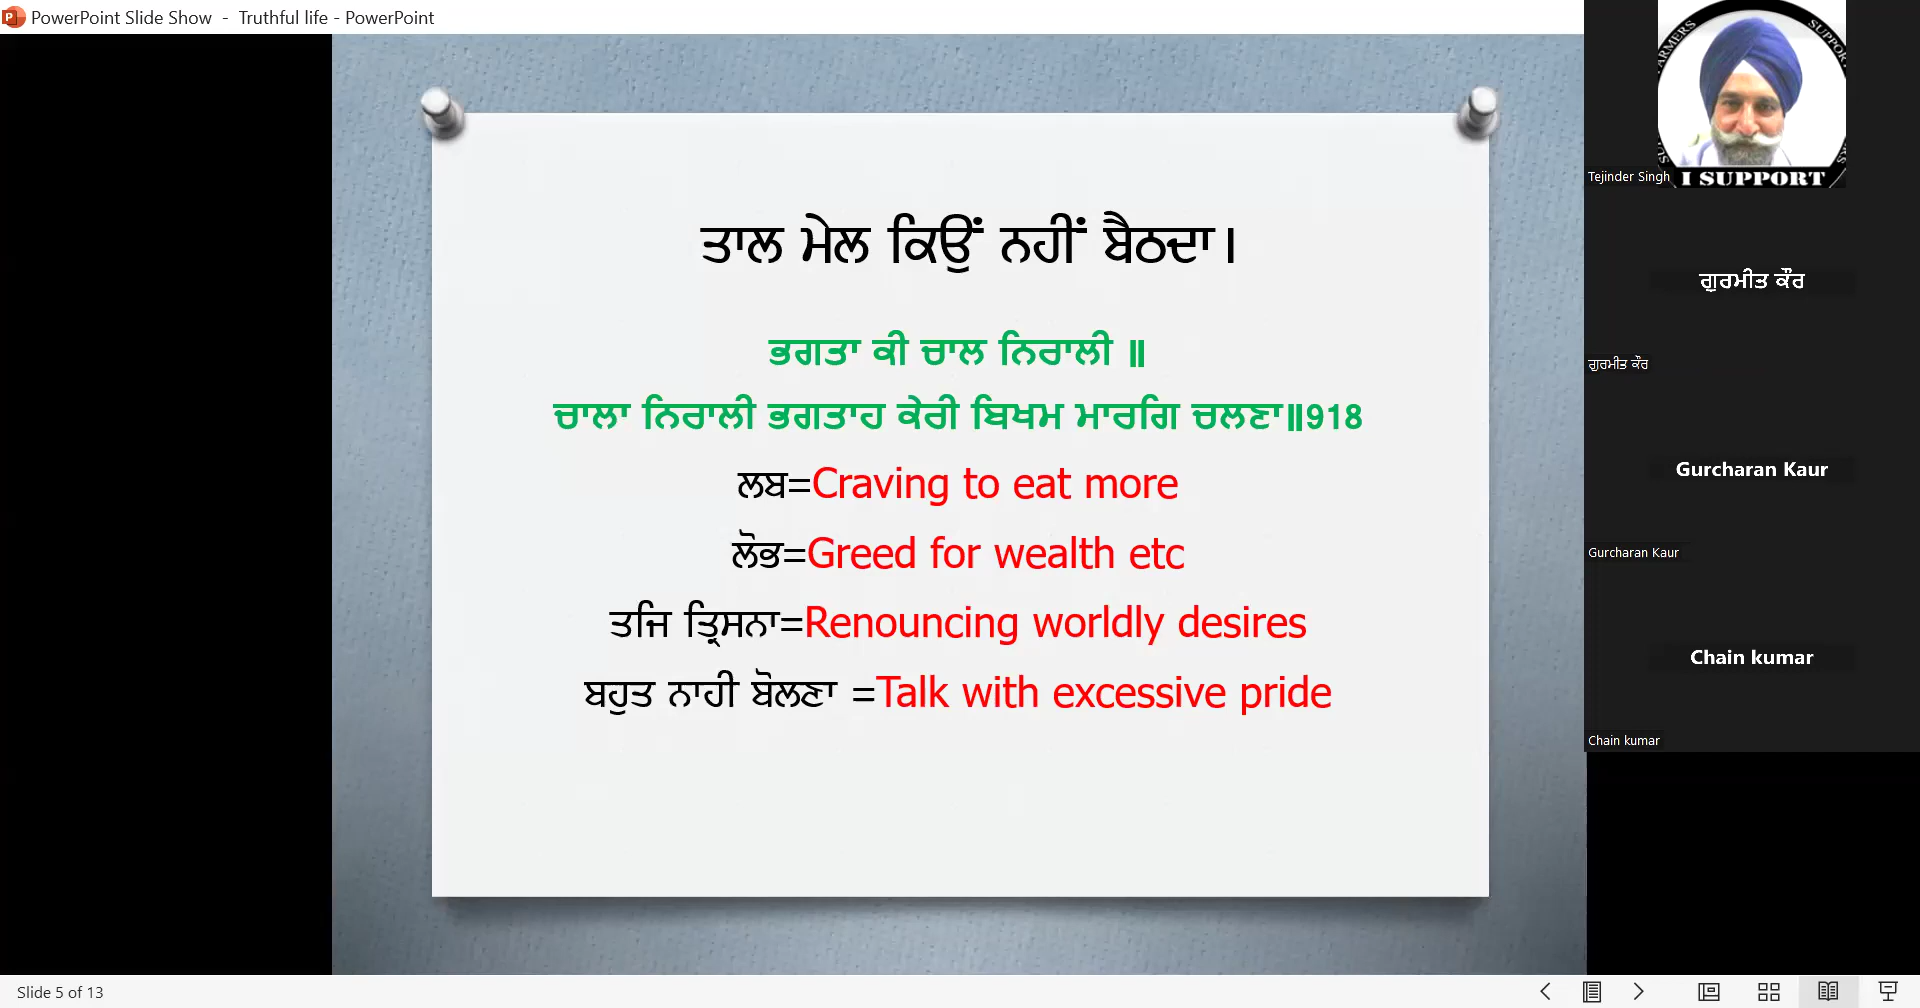 PowerPoint Slide Show - Truthful life - PowerPoint
ਤਾਲ ਮੇਲ ਕਿਉਂ ਨਹੀਂ ਬੈਠਦਾ।
ਭਗਤਾ ਕੀ ਚਾਲ ਨਿਰਾਲੀ ॥
ਚਾਲਾ ਨਿਰਾਲੀ ਭਗਤਾਹ ਕੇਰੀ ਬਿਖਮ ਮਾਰਗਿ ਚਲਣਾ॥918
ਲਬ=Craving to eat more
ਲੋਭ=Greed for wealth etc
ਤਜਿ ਤ੍ਰਿਸਨਾ=Renouncing worldly desires
ਬਹੁਤ ਨਾਹੀ ਬੋਲਣਾ =Talk with excessive pride
I SUPPORT
Tejinder Singh
ਗੁਰਮੀਤ ਕੌਰ
ਗੁਰਮੀਤ ਕੌਰ
Gurcharan Kaur
Gurcharan Kaur
Chain kumar
Chain kumar
Slide 5 of 13